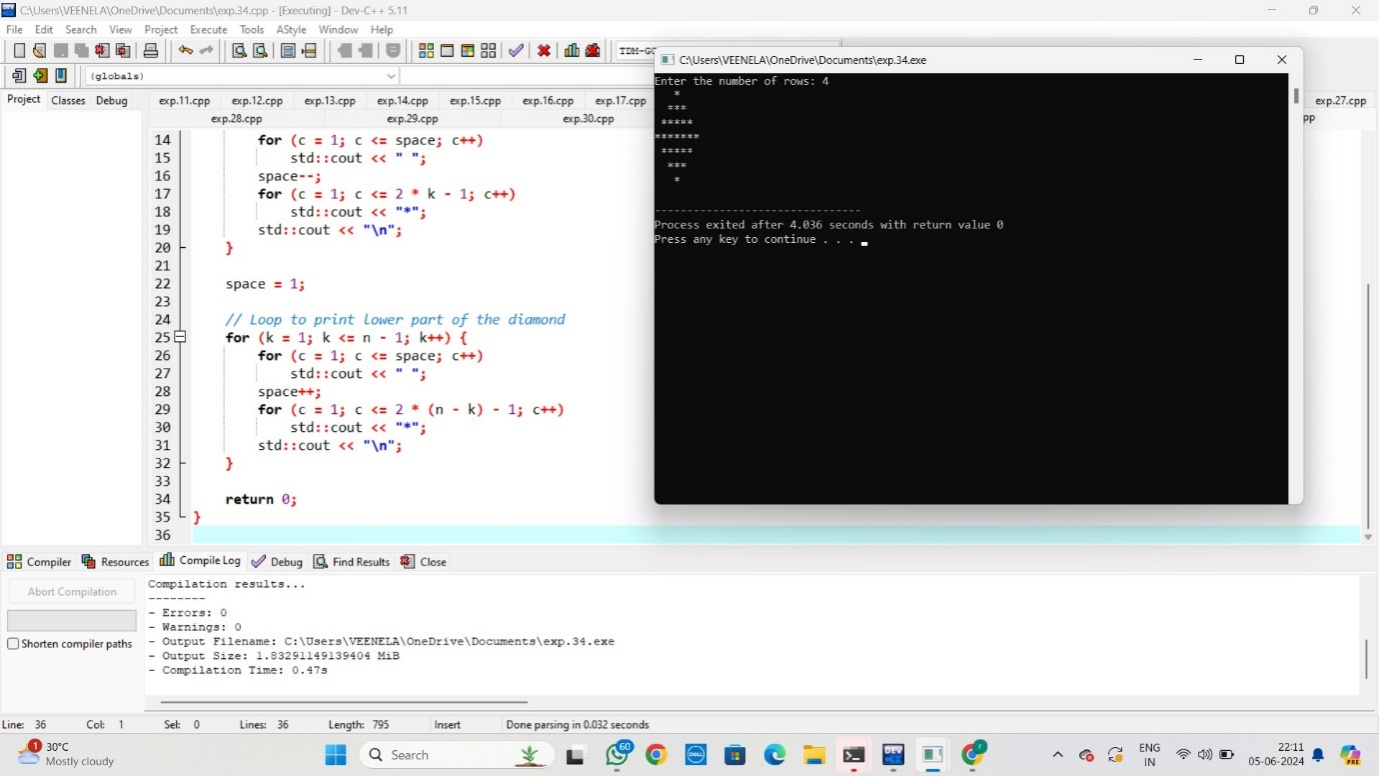 C:\Users\VEENELA\OneDrive\Documents\exp.34.cpp - [Executing] - Dev-C++ 5.11
File Edit Search View Project Execute Tools AStyle Window Help
(globals)
Project Classes Debug
exp.11.cpp exp.12.cpp exp.13.cpp exp.14.cpp exp.15.cpp exp.16.cpp exp.17.cpp exp.27.cpp
exp.28.cpp exp.29.cpp exp.30.cpp
14 for (c = 1; c <= space; c++)
15 std::cout << " ";
16 space--;
17 for (c = 1; c <= 2 * k - 1; c++)
18 std::cout << "*";
19 std::cout << "\n";
20 }
21
22 space = 1;
23
24 // Loop to print lower part of the diamond
25 for (k = 1; k <= n - 1; k++) {
26 for (c = 1; c <= space; c++)
27 std::cout << " ";
28 space++;
29 for (c = 1; c <= 2 * (n - k) - 1; c++)
30 std::cout << "*";
31 std::cout << "\n";
32 }
33
34 return 0;
35 }
36
C:\Users\VEENELA\OneDrive\Documents\exp.34.exe
Enter the number of rows: 4
   *
  ***
 *****
*******
 *****
  ***
   *
--------------------------------
Process exited after 4.036 seconds with return value 0
Press any key to continue . . .
Compiler Resources Compile Log Debug Find Results Close
Abort Compilation
Shorten compiler paths
Compilation results...
--------
- Errors: 0
- Warnings: 0
- Output Filename: C:\Users\VEENELA\OneDrive\Documents\exp.34.exe
- Output Size: 1.83291149139404 MiB
- Compilation Time: 0.47s
Line: 36 Col: 1 Sel: 0 Lines: 36 Length: 795 Insert Done parsing in 0.032 seconds
1
30°C
Mostly cloudy
Search
60
DELL
DEV
ENG
IN
22:11
05-06-2024
PRE